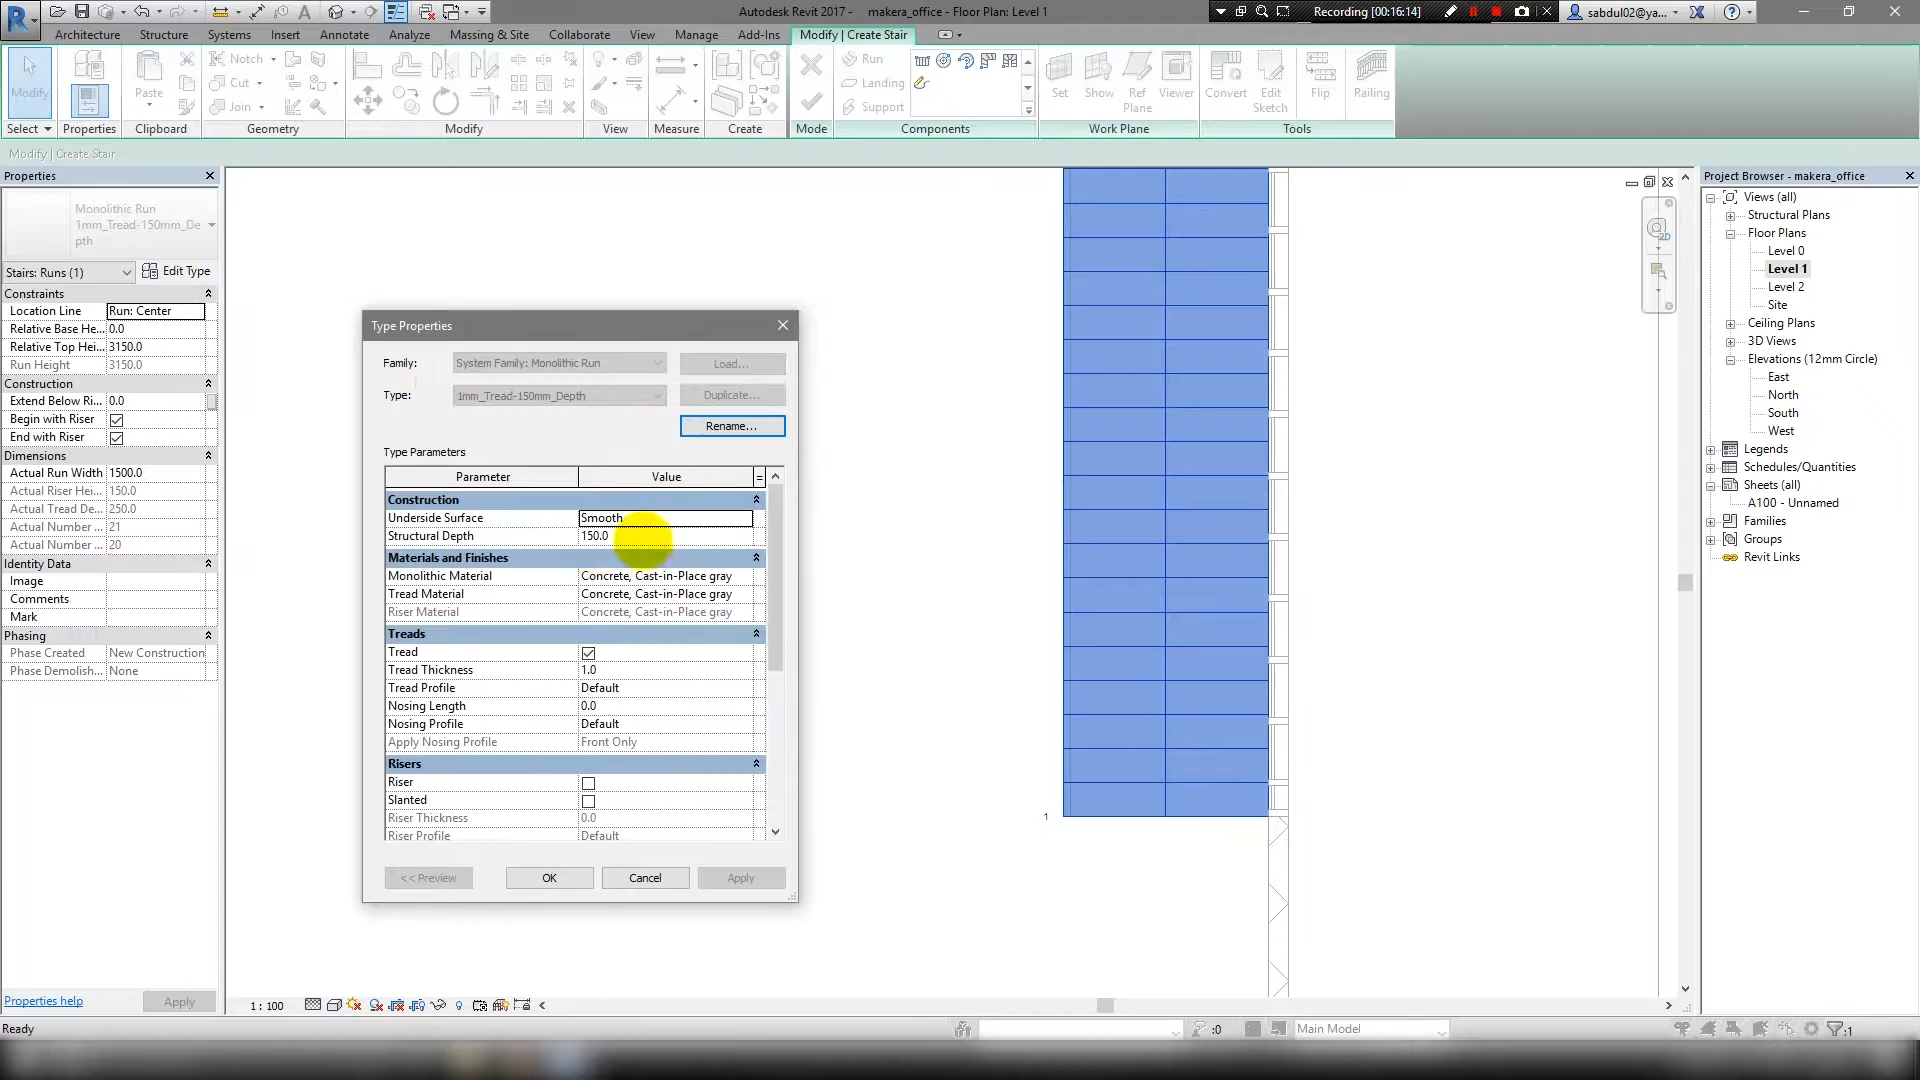 Autodesk Revit 2017 - makera_office - Floor Plan: Level 1
Recording [00:16:14]
sabdul02@ya...
Architecture Structure Systems Insert Annotate Analyze Massing & Site Collaborate View Manage Add-Ins Modify | Create Stair
Modify
Paste
Notch
Cut
Join
Run
Landing
Support
Set Show Ref Plane Viewer
Convert Edit Sketch Flip Railing
Select Properties Clipboard Geometry Modify View Measure Create Mode Components Work Plane Tools
Modify | Create Stair
Properties
Monolithic Run
1mm_Tread-150mm_De
pth
Stairs: Runs (1) Edit Type
Constraints
Location Line Run: Center
Relative Base He... 0.0
Relative Top Hei... 3150.0
Run Height 3150.0
Construction
Extend Below Ri... 0.0
Begin with Riser
End with Riser
Dimensions
Actual Run Width 1500.0
Actual Riser Hei... 150.0
Actual Tread De... 250.0
Actual Number ... 21
Actual Number ... 20
Identity Data
Image
Comments
Mark
Phasing
Phase Created New Construction
Phase Demolish... None
Properties help Apply
Type Properties
Family: System Family: Monolithic Run Load...
Type: 1mm_Tread-150mm_Depth Duplicate...
Rename...
Type Parameters
Parameter Value =
Construction
Underside Surface Smooth
Structural Depth 150.0
Materials and Finishes
Monolithic Material Concrete, Cast-in-Place gray
Tread Material Concrete, Cast-in-Place gray
Riser Material Concrete, Cast-in-Place gray
Treads
Tread
Tread Thickness 1.0
Tread Profile Default
Nosing Length 0.0
Nosing Profile Default
Apply Nosing Profile Front Only
Risers
Riser
Slanted
Riser Thickness 0.0
Riser Profile Default
<< Preview OK Cancel Apply
1
2D
Project Browser - makera_office
Views (all)
Structural Plans
Floor Plans
Level 0
Level 1
Level 2
Site
Ceiling Plans
3D Views
Elevations (12mm Circle)
East
North
South
West
Legends
Schedules/Quantities
Sheets (all)
A100 - Unnamed
Families
Groups
Revit Links
1 : 100
Ready
:0
Main Model
:1